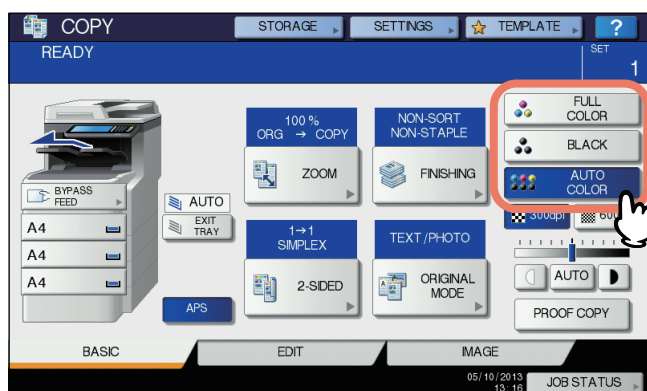 COPY
STORAGE
SETTINGS
TEMPLATE
?
READY
SET
1
100 %
ORG → COPY
ZOOM
NON-SORT
NON-STAPLE
FINISHING
FULL
COLOR
BLACK
AUTO
COLOR
BYPASS
FEED
A4
A4
A4
AUTO
EXIT
TRAY
APS
1→1
SIMPLEX
2-SIDED
TEXT/PHOTO
ORIGINAL
MODE
300dpi
AUTO
PROOF COPY
BASIC
EDIT
IMAGE
05/10/2013
13:16
JOB STATUS